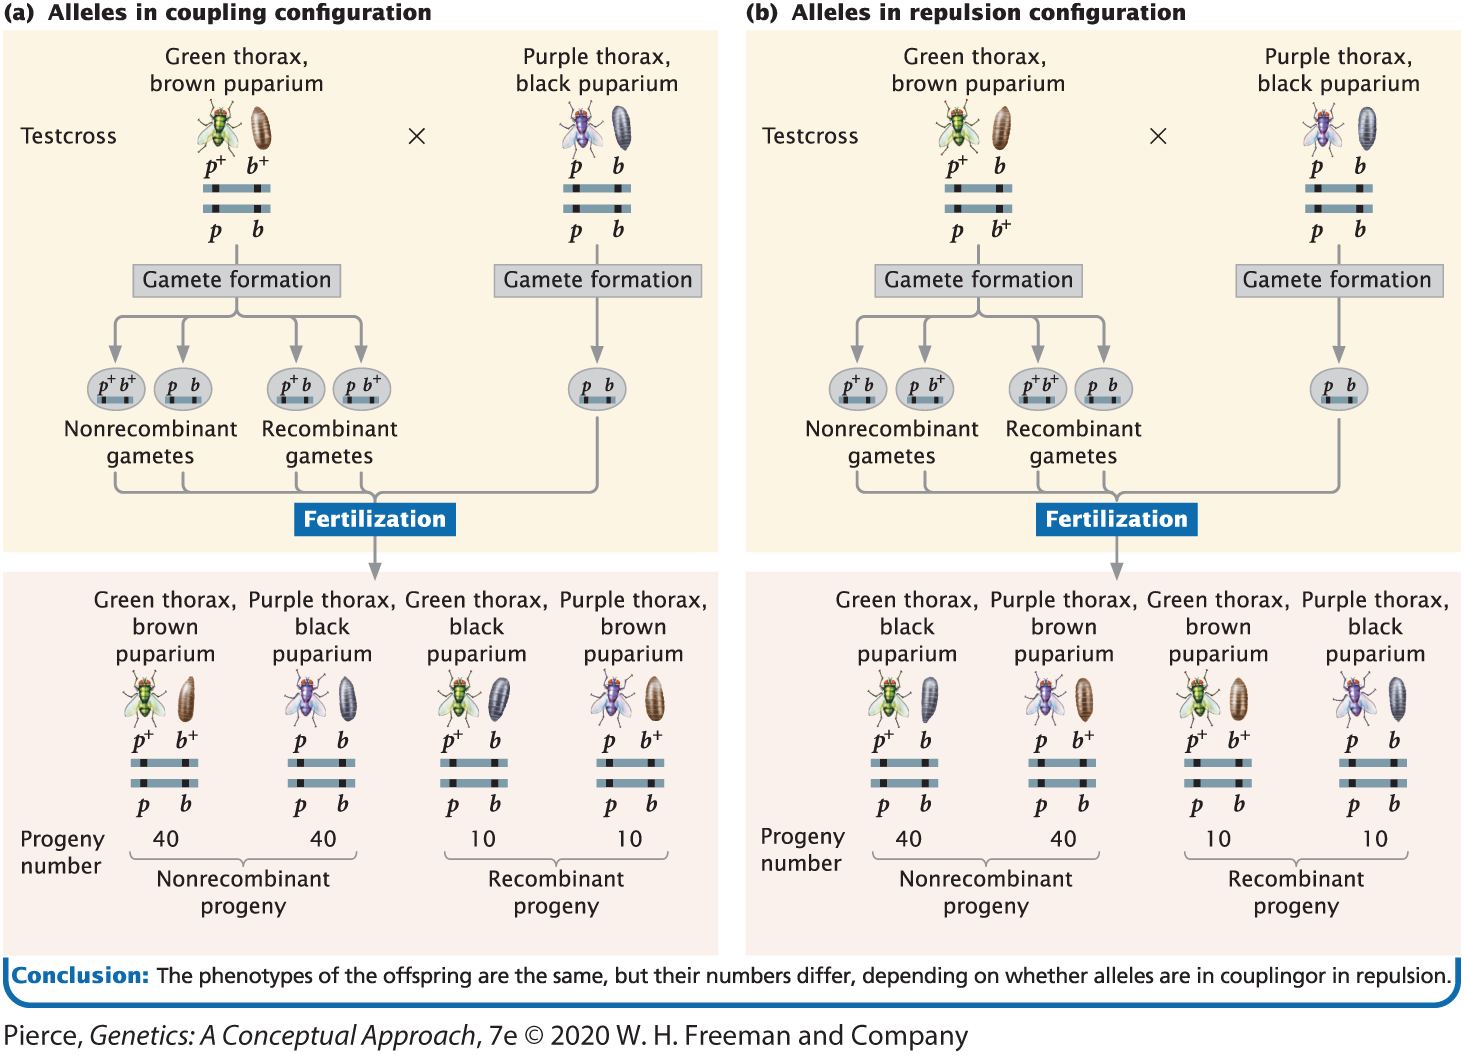 (a) Alleles in coupling configuration
Green thorax,
brown puparium
Purple thorax,
black puparium
Testcross
×
p+ b+
p b
p b
p b
Gamete formation
Gamete formation
p+ b+
p b
p+ b
p b+
p b
Nonrecombinant
gametes
Recombinant
gametes
Fertilization
Green thorax,
brown
puparium
Purple thorax,
black
puparium
Green thorax,
black
puparium
Purple thorax,
brown
puparium
p+ b+
p b
p b
p b
p+ b
p b
p b+
p b
Progeny
number
40
40
10
10
Nonrecombinant
progeny
Recombinant
progeny
(b) Alleles in repulsion configuration
Green thorax,
brown puparium
Purple thorax,
black puparium
Testcross
×
p+ b
p b+
p b
p b
Gamete formation
Gamete formation
p+ b
p b+
p+ b+
p b
p b
Nonrecombinant
gametes
Recombinant
gametes
Fertilization
Green thorax,
black
puparium
Purple thorax,
brown
puparium
Green thorax,
brown
puparium
Purple thorax,
black
puparium
p+ b
p b
p b+
p b
p+ b+
p b
p b
p b
Progeny
number
40
40
10
10
Nonrecombinant
progeny
Recombinant
progeny
Conclusion: The phenotypes of the offspring are the same, but their numbers differ, depending on whether alleles are in couplingor in repulsion.
Pierce, Genetics: A Conceptual Approach, 7e © 2020 W. H. Freeman and Company